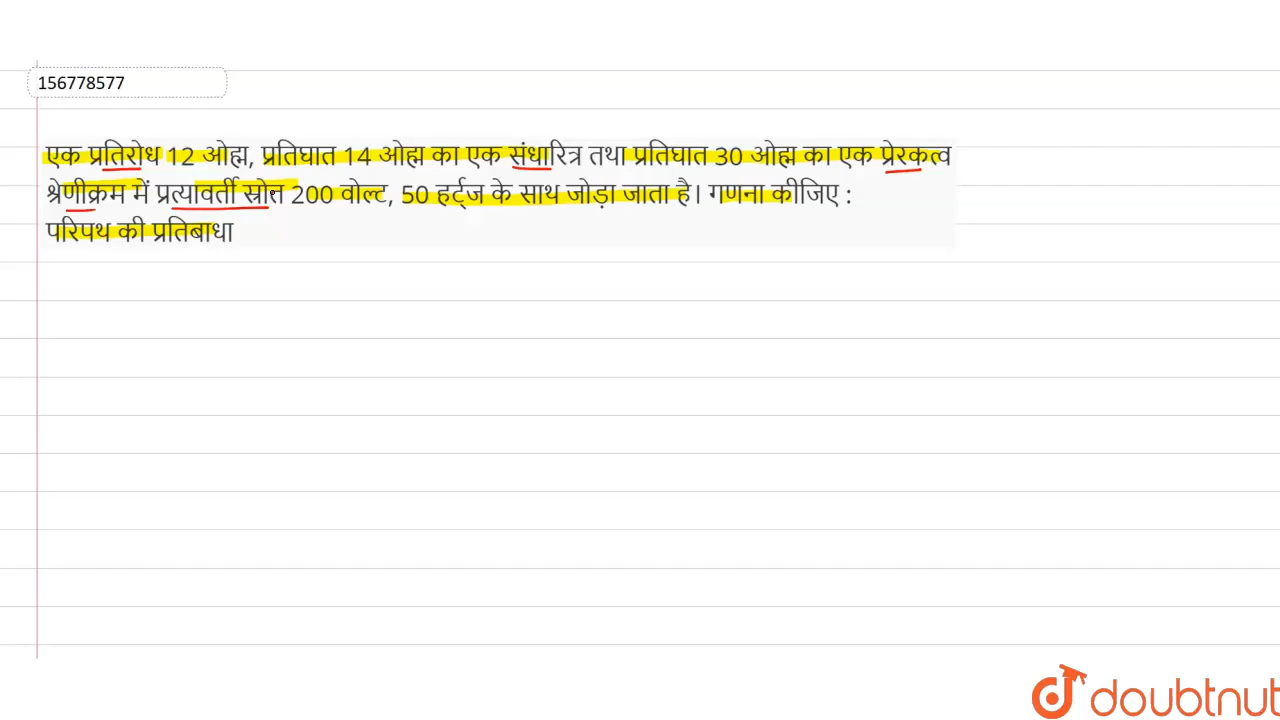 156778577
एक प्रतिरोध 12 ओह्म, प्रतिघात 14 ओह्म का एक संधारित्र तथा प्रतिघात 30 ओह्म का एक प्रेरकत्व
श्रेणीक्रम में प्रत्यावर्ती स्रोत 200 वोल्ट, 50 हर्ट्ज के साथ जोड़ा जाता है। गणना कीजिए :
परिपथ की प्रतिबाधा
doubtnut